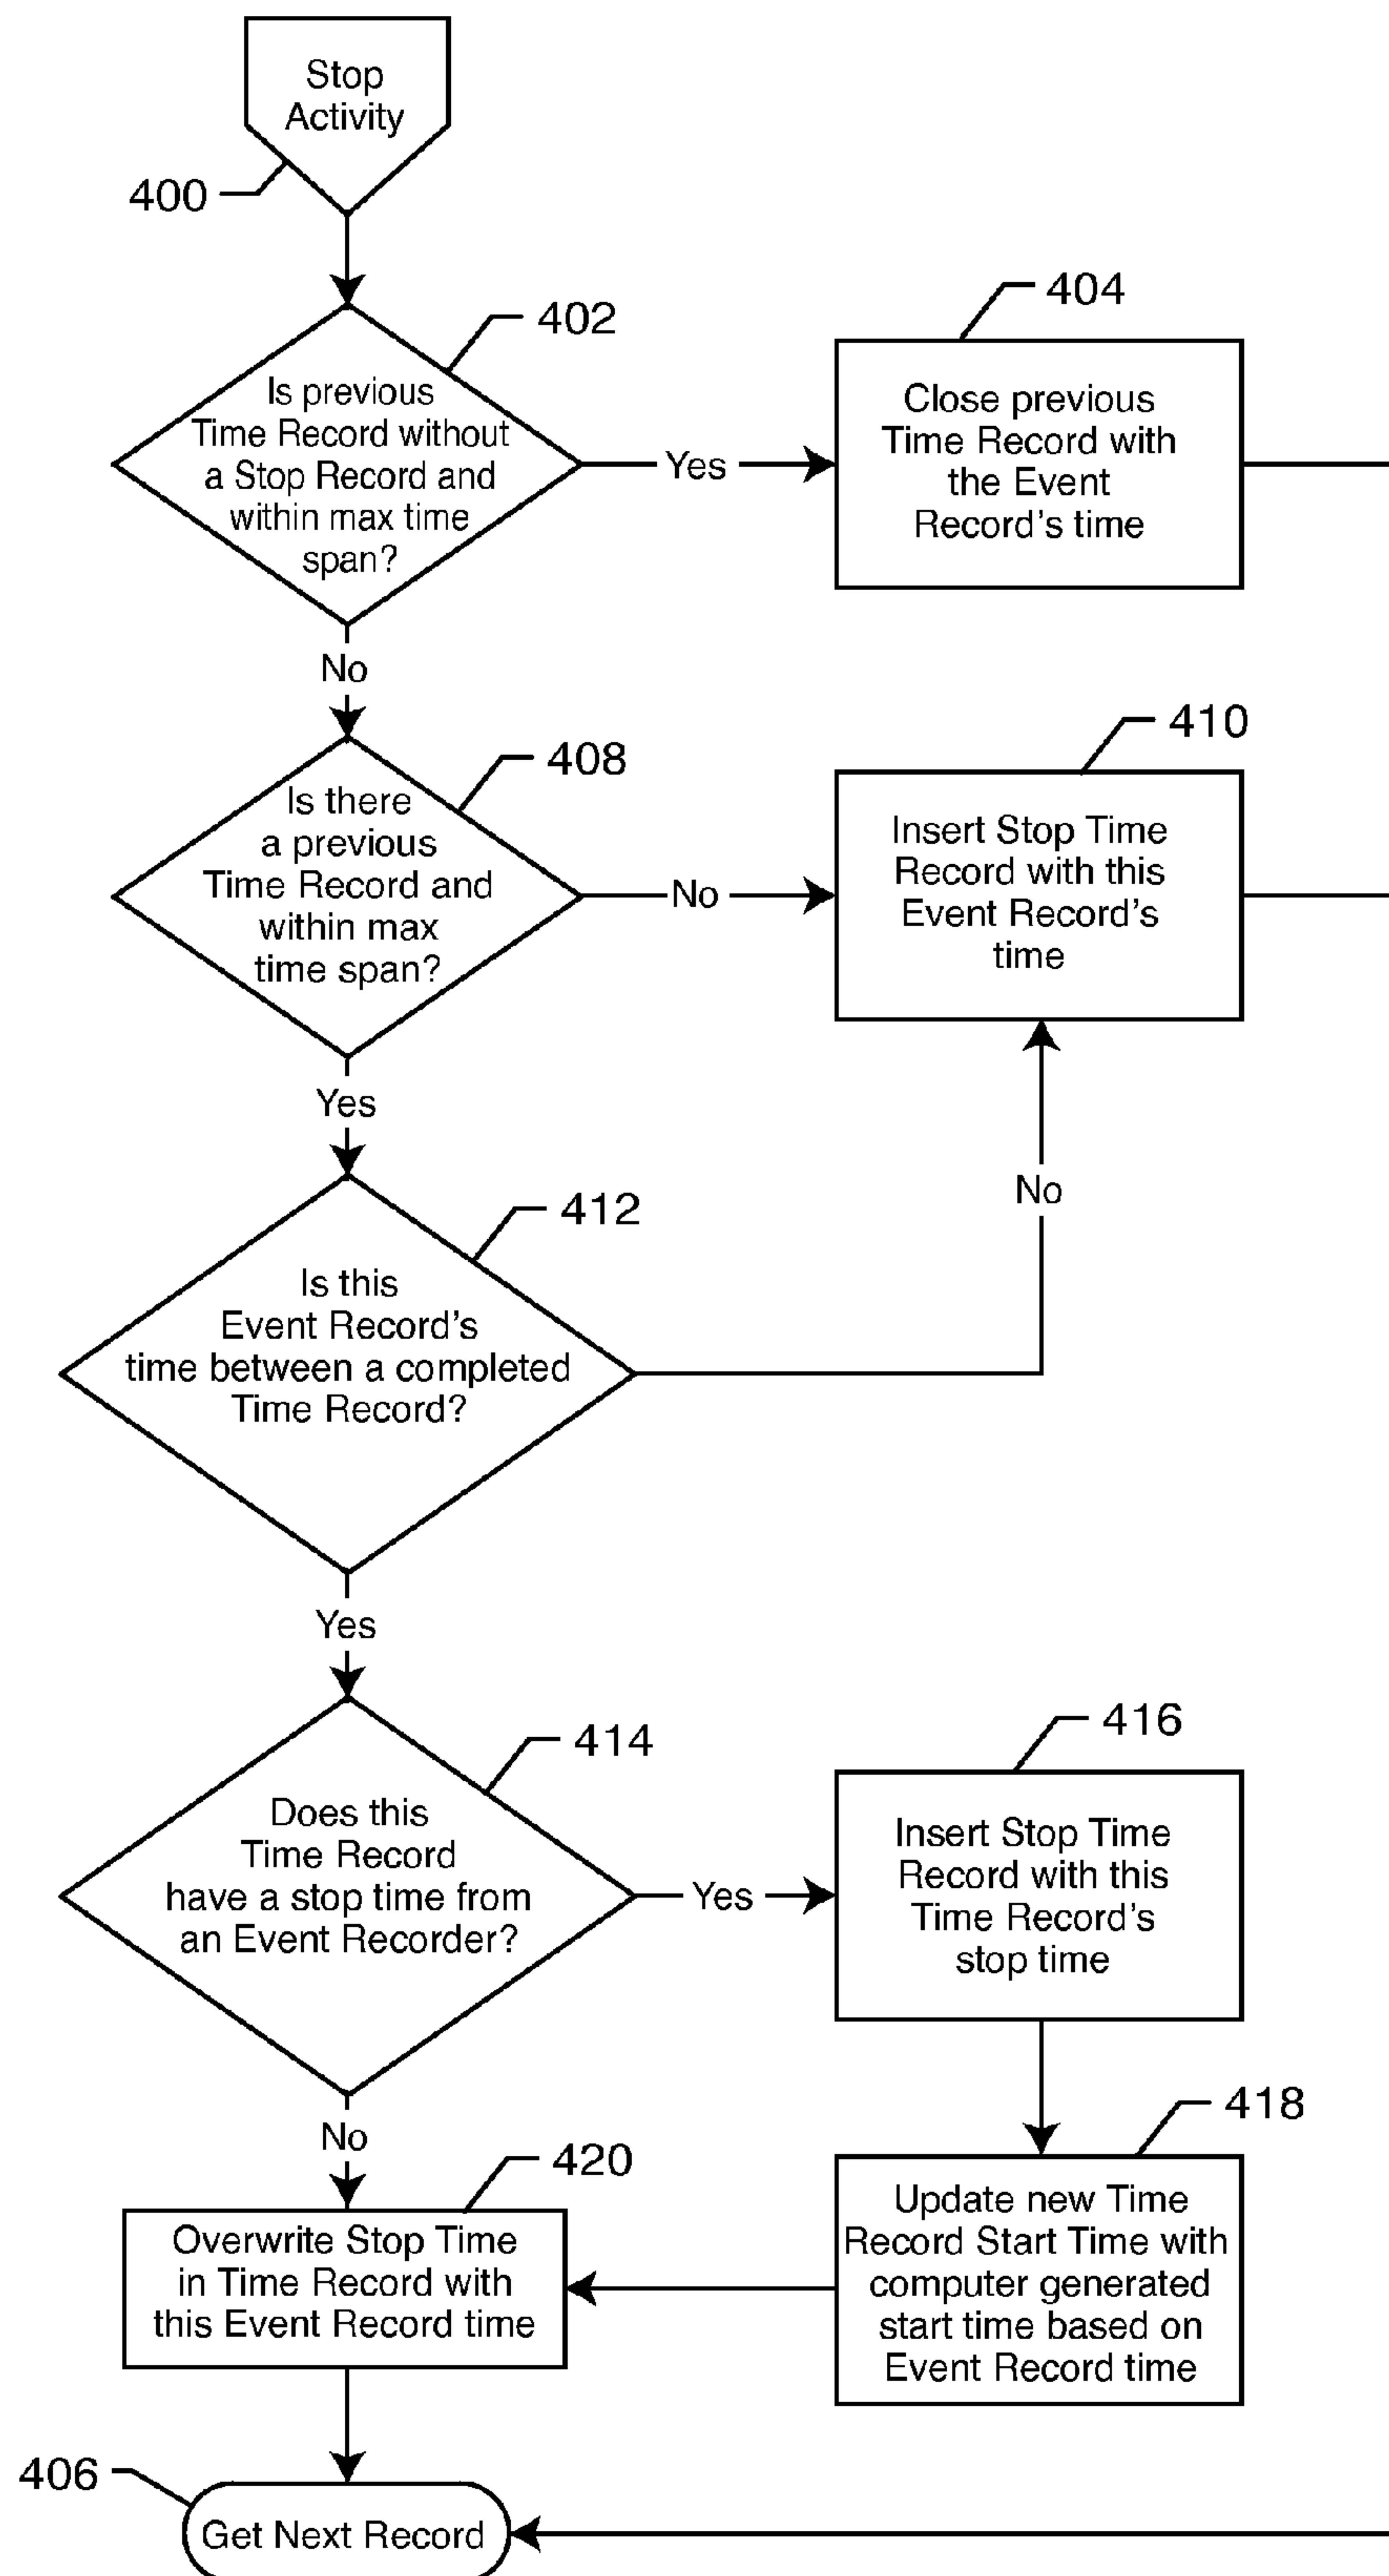 Stop
Activity
400
402
Is previous
Time Record without
a Stop Record and
within max time
span?
Yes
404
Close previous
Time Record with
the Event
Record's time
No
408
Is there
a previous
Time Record and
within max
time span?
No
410
Insert Stop Time
Record with this
Event Record's
time
Yes
412
Is this
Event Record's
time between a completed
Time Record?
No
Yes
414
Does this
Time Record
have a stop time from
an Event Recorder?
Yes
416
Insert Stop Time
Record with this
Time Record's
stop time
No
418
Update new Time
Record Start Time with
computer generated
start time based on
Event Record time
420
Overwrite Stop Time
in Time Record with
this Event Record time
406
Get Next Record